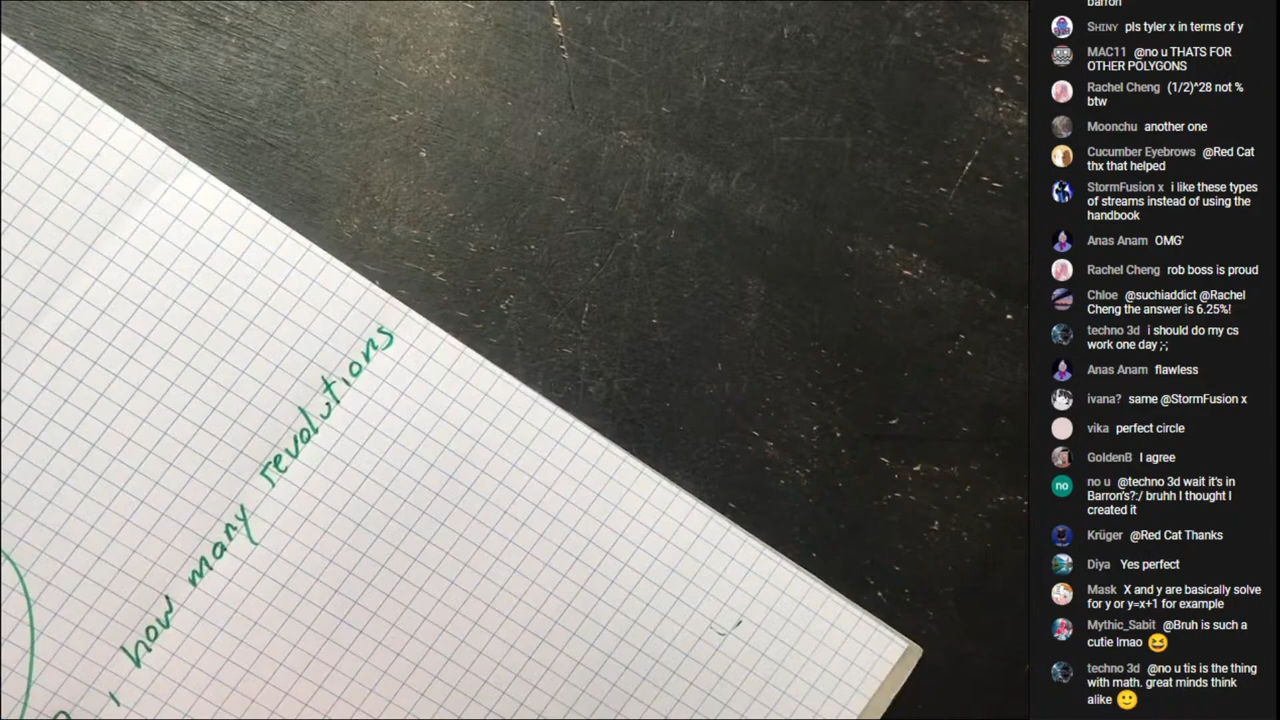 , how many revolutions
barron
Shiny pls tyler x in terms of y
MAC11 @no u THATS FOR
OTHER POLYGONS
Rachel Cheng (1/2)^28 not %
btw
Moonchu another one
Cucumber Eyebrows @Red Cat
thx that helped
StormFusion x i like these types
of streams instead of using the
handbook
Anas Anam OMG'
Rachel Cheng rob boss is proud
Chloe @suchiaddict @Rachel
Cheng the answer is 6.25%!
techno 3d i should do my cs
work one day ;-;
Anas Anam flawless
ivana? same @StormFusion x
vika perfect circle
GoldenB I agree
no
no u @techno 3d wait it's in
Barron's?:/ bruhh I thought I
created it
Krüger @Red Cat Thanks
Diya Yes perfect
Mask X and y are basically solve
for y or y=x+1 for example
Mythic_Sabit @Bruh is such a
cutie lmao 😆
techno 3d @no u tis is the thing
with math. great minds think
alike 🙂